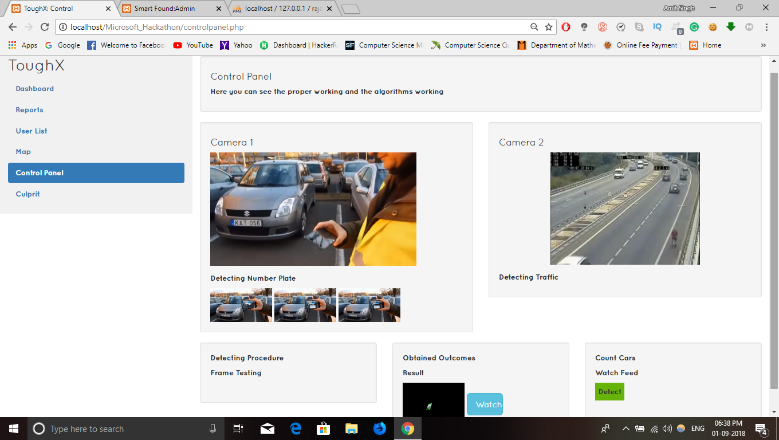 ToughX: Control
Smart Found:Admin
localhost / 127.0.0.1 / raj
localhost/Microsoft_Hackathon/controlpanel.php
Apps
Google
Welcome to Facebo
YouTube
Yahoo
Dashboard | HackerR
Computer Science M
Computer Science Ci
Department of Math
Online Fee Payment
Home
ToughX
Dashboard
Reports
User List
Map
Control Panel
Culprit
Control Panel
Here you can see the proper working and the algorithms working
Camera 1
Detecting Number Plate
Camera 2
Detecting Traffic
Detecting Procedure
Frame Testing
Obtained Outcomes
Result
Watch
Count Cars
Watch Feed
Detect
Type here to search
ENG
06:38 PM
01-09-2018